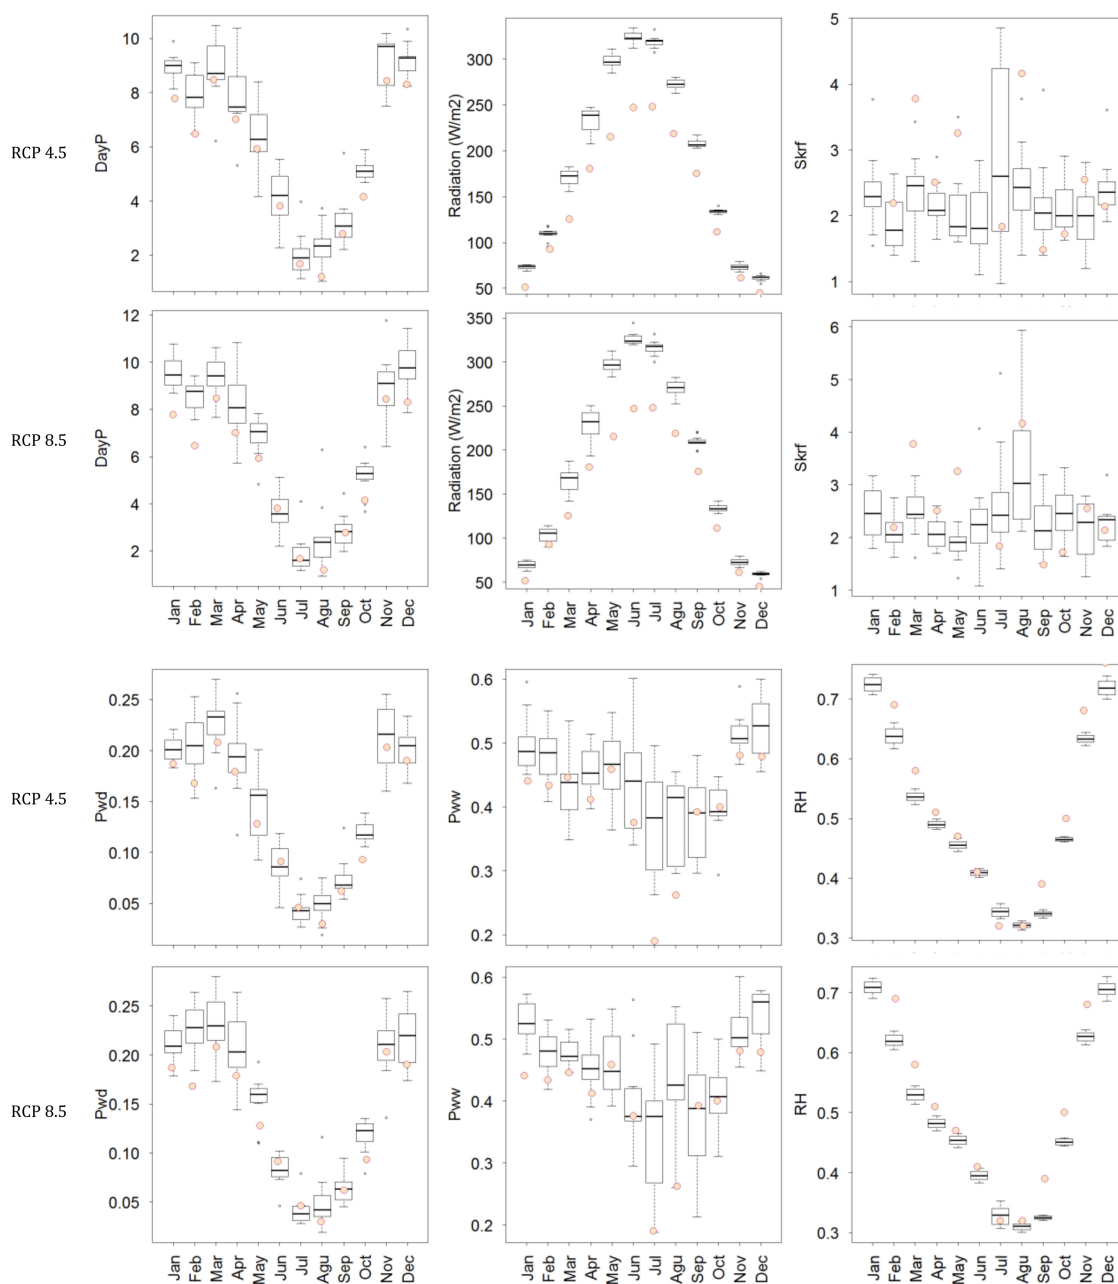 RCP 4.5
DayP
10
8
6
4
2
Radiation (W/m2)
300
250
200
150
100
50
Skrf
5
4
3
2
1
RCP 8.5
DayP
12
10
8
6
4
2
Jan Feb Mar Apr May Jun Jul Agu Sep Oct Nov Dec
Radiation (W/m2)
350
300
250
200
150
100
50
Jan Feb Mar Apr May Jun Jul Agu Sep Oct Nov Dec
Skrf
6
5
4
3
2
1
Jan Feb Mar Apr May Jun Jul Agu Sep Oct Nov Dec
RCP 4.5
Pwd
0.25
0.20
0.15
0.10
0.05
Pww
0.6
0.5
0.4
0.3
0.2
RH
0.7
0.6
0.5
0.4
0.3
RCP 8.5
Pwd
0.25
0.20
0.15
0.10
0.05
Jan Feb Mar Apr May Jun Jul Agu Sep Oct Nov Dec
Pww
0.6
0.5
0.4
0.3
0.2
Jan Feb Mar Apr May Jun Jul Agu Sep Oct Nov Dec
RH
0.7
0.6
0.5
0.4
0.3
Jan Feb Mar Apr May Jun Jul Agu Sep Oct Nov Dec